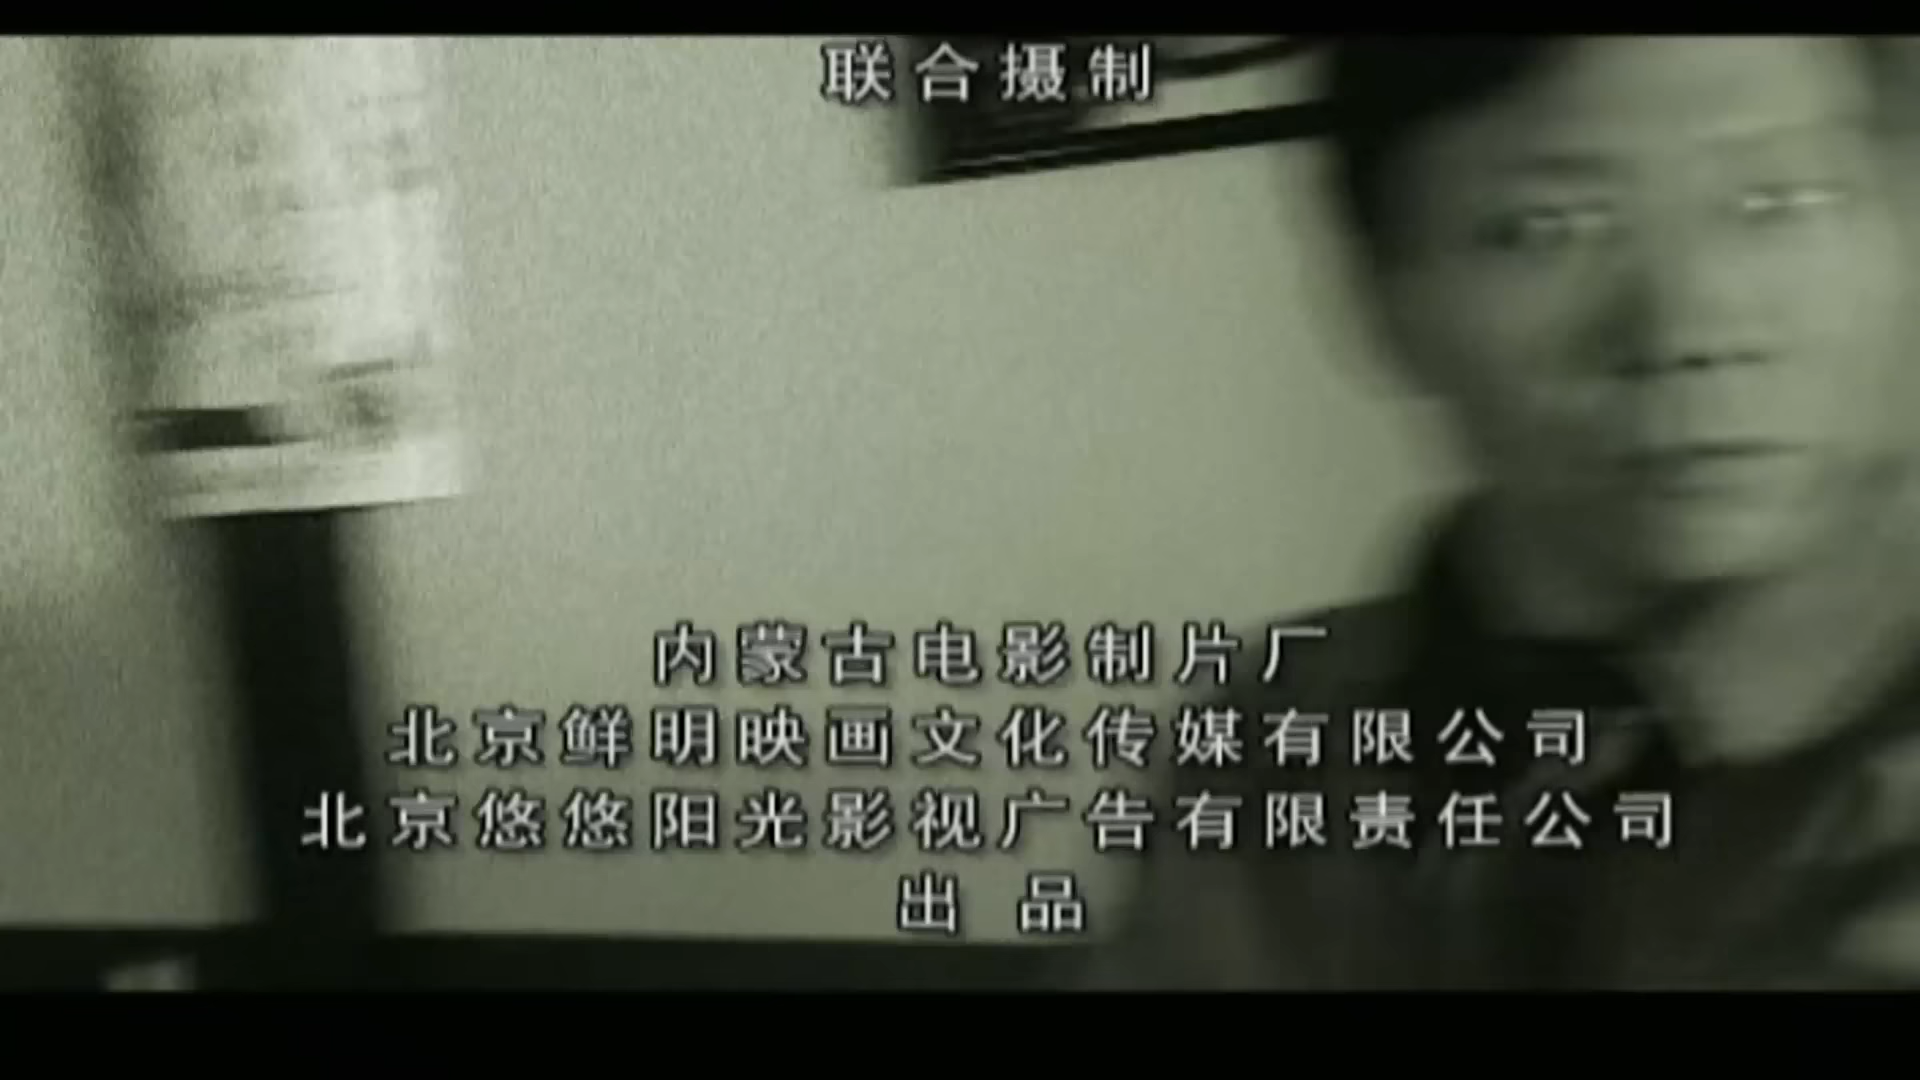 联合摄制
内蒙古电影制片厂
北京鲜明映画文化传媒有限公司
北京悠悠阳光影视广告有限责任公司
出品